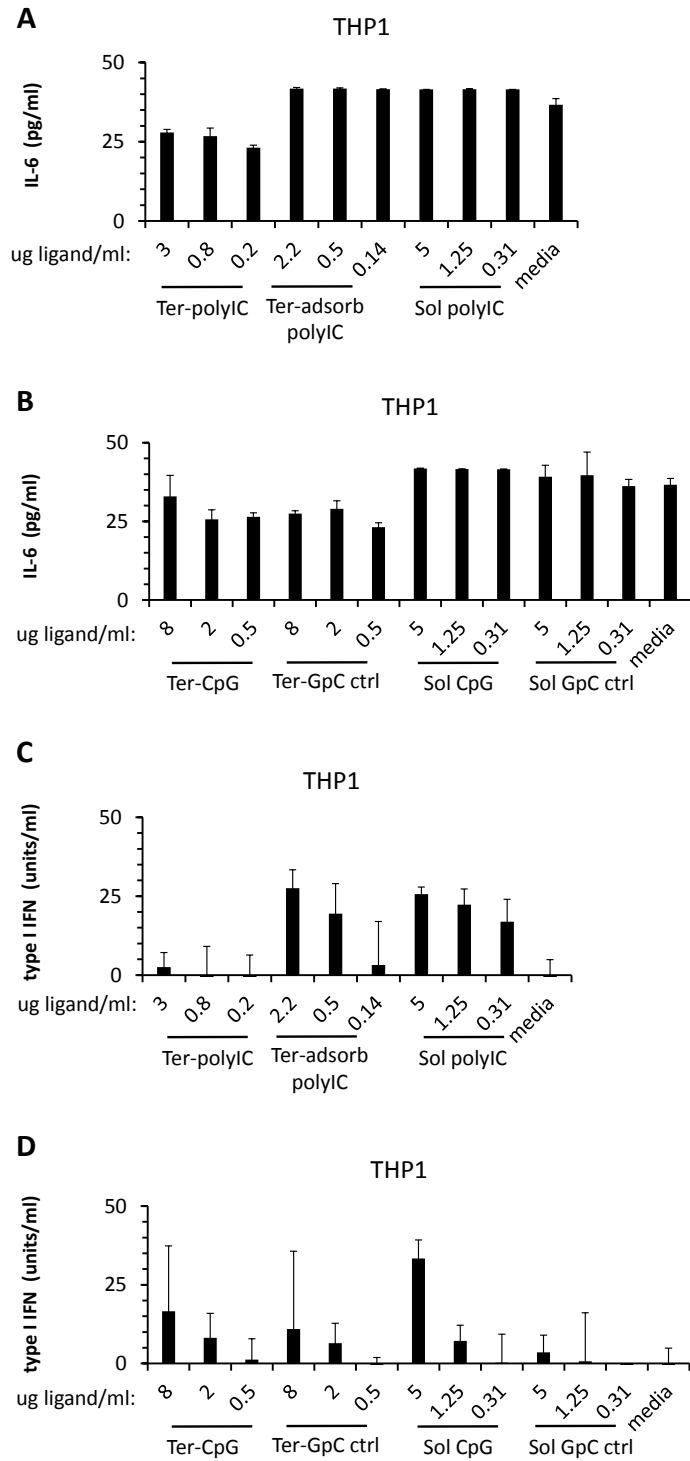 A
THP1
IL-6 (pg/ml)
50
25
0
ug ligand/ml:
3 0.8 0.2 2.2 0.5 0.14 5 1.25 0.31 media
Ter-polyIC Ter-adsorb Sol polyIC
polyIC
B
THP1
IL-6 (pg/ml)
50
25
0
ug ligand/ml:
8 2 0.5 8 2 0.5 5 1.25 0.31 5 1.25 0.31 media
Ter-CpG Ter-GpC ctrl Sol CpG Sol GpC ctrl
C
THP1
type I IFN (units/ml)
50
25
0
ug ligand/ml:
3 0.8 0.2 2.2 0.5 0.14 5 1.25 0.31 media
Ter-polyIC Ter-adsorb Sol polyIC
polyIC
D
THP1
type I IFN (units/ml)
50
25
0
ug ligand/ml:
8 2 0.5 8 2 0.5 5 1.25 0.31 5 1.25 0.31 media
Ter-CpG Ter-GpC ctrl Sol CpG Sol GpC ctrl